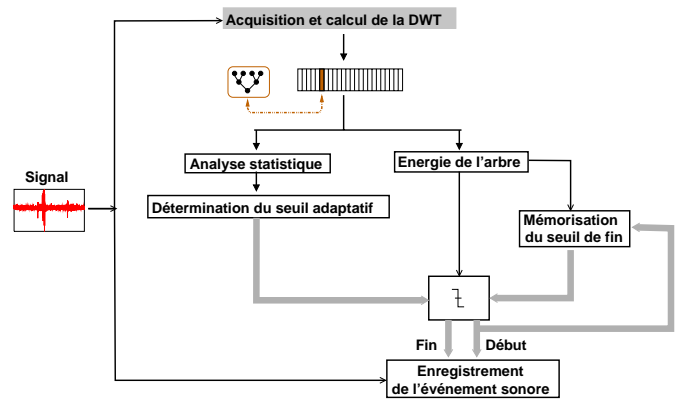 Acquisition et calcul de la DWT
Analyse statistique
Energie de l'arbre
Signal
Détermination du seuil adaptatif
Mémorisation
du seuil de fin
Fin
Début
Enregistrement
de l'événement sonore